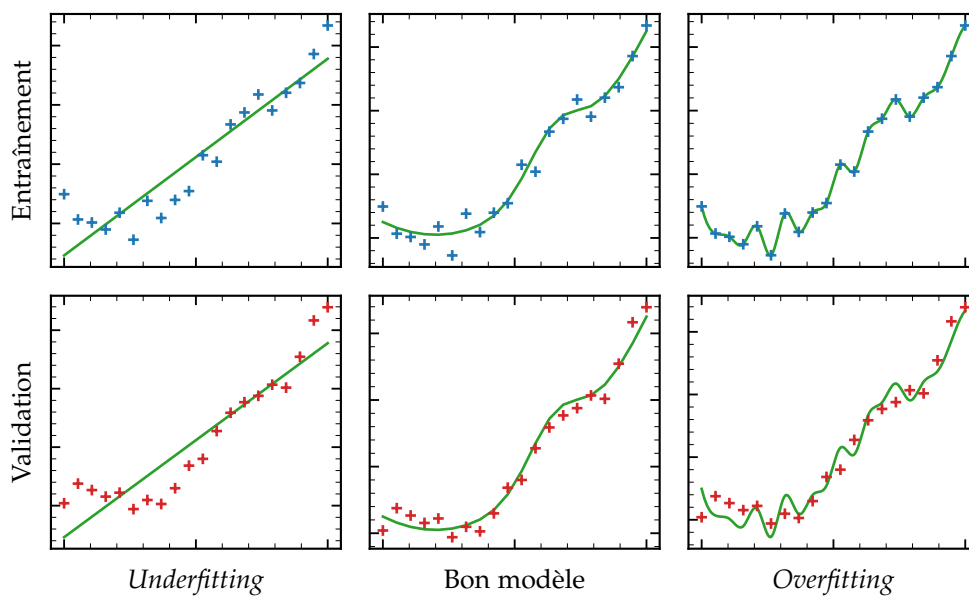 Entraînement
Validation
Underfitting
Bon modèle
Overfitting